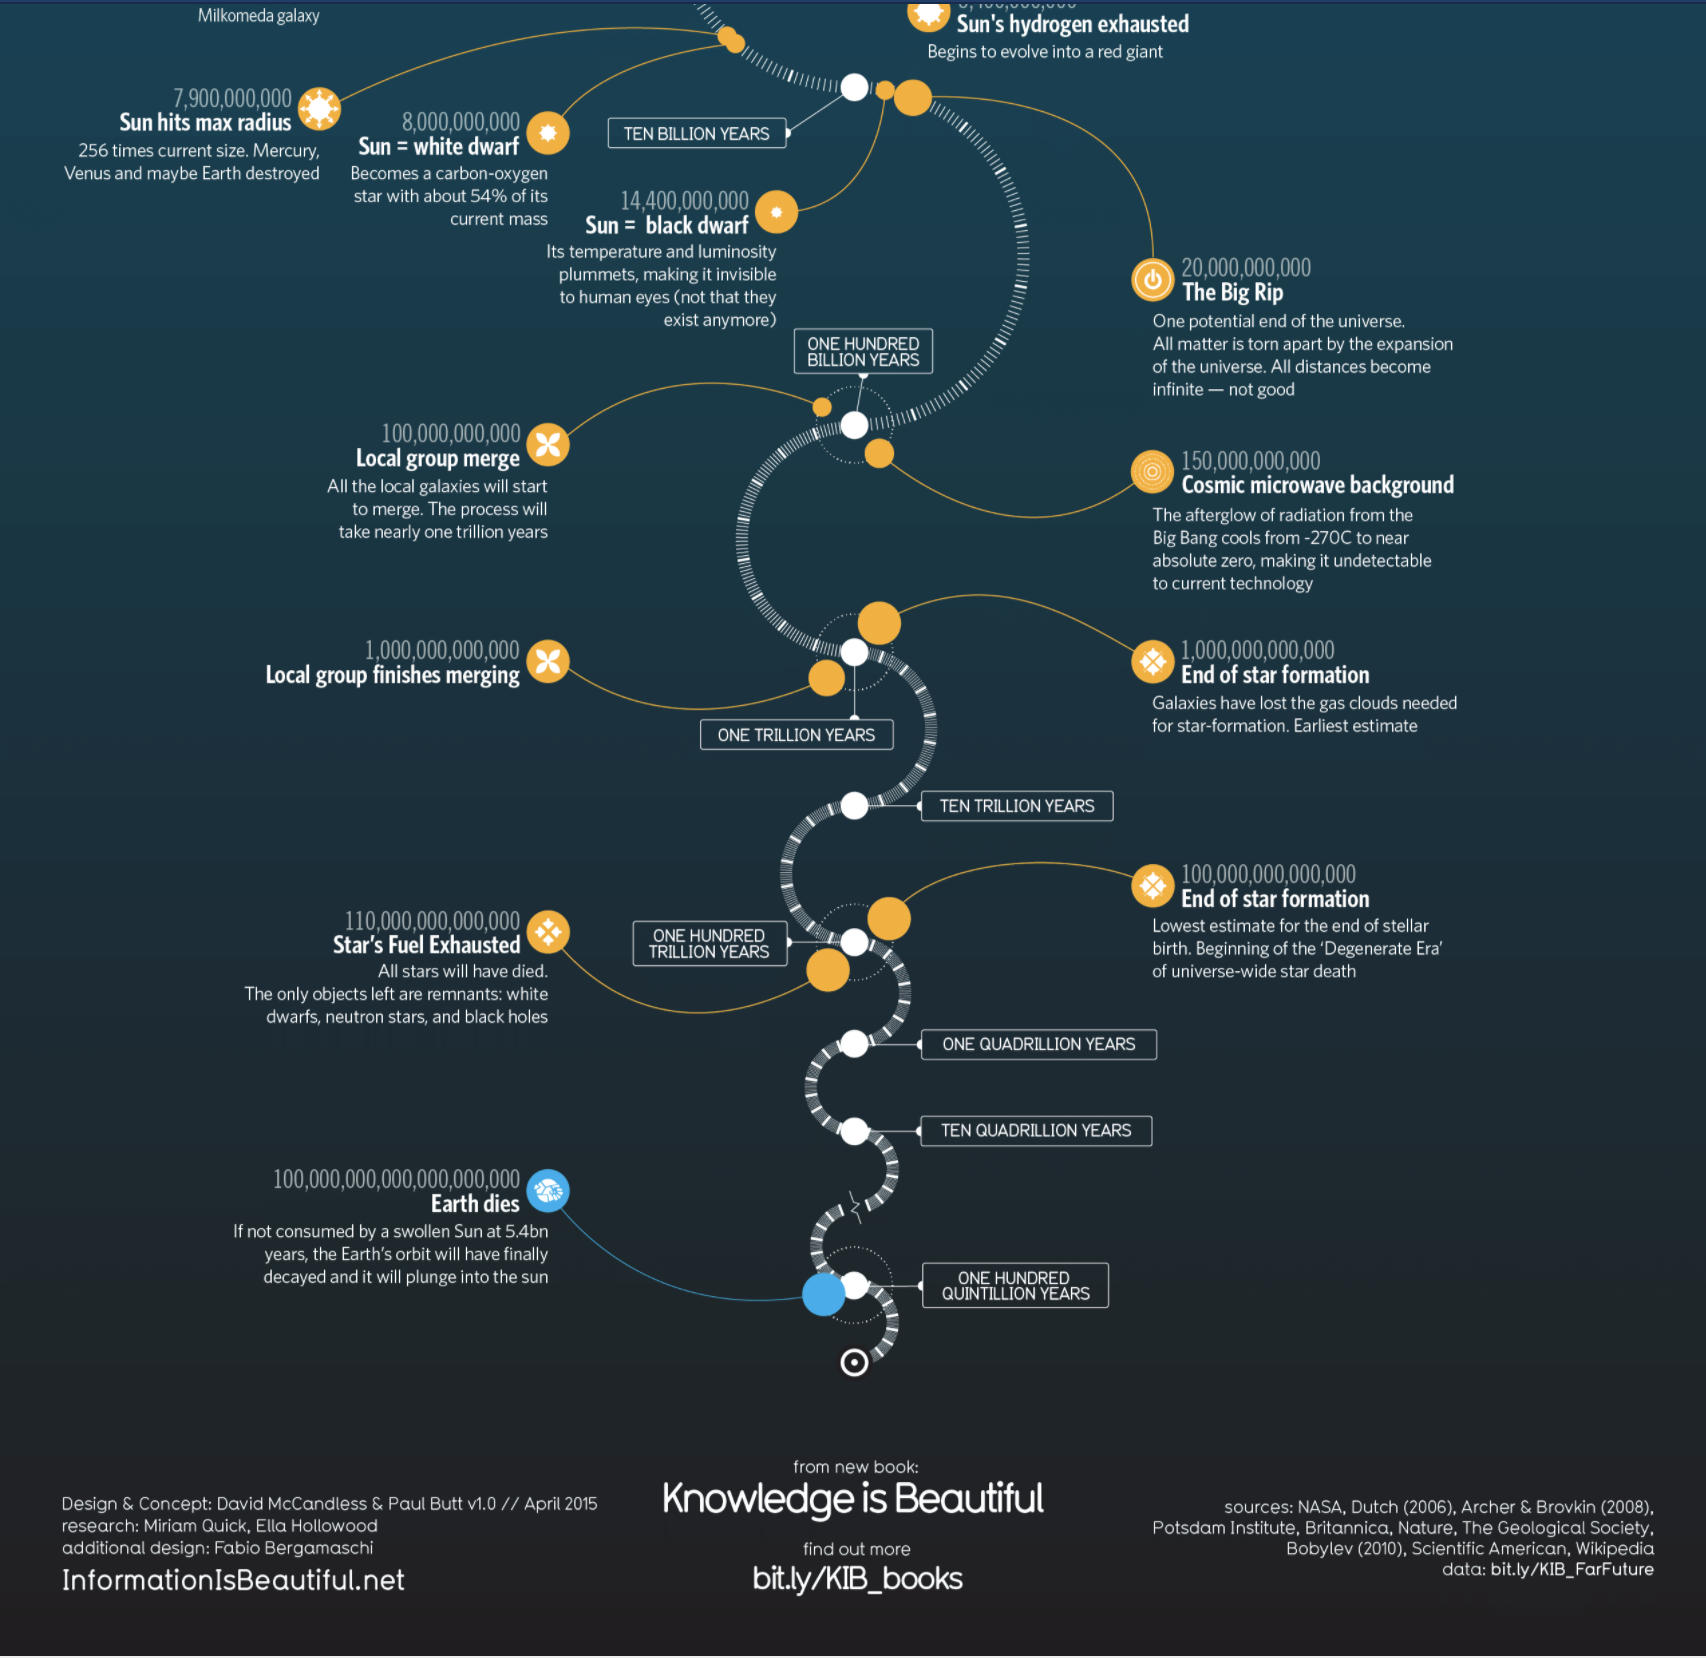 Milkomeda galaxy
Sun's hydrogen exhausted
Begins to evolve into a red giant
7,900,000,000
Sun hits max radius
256 times current size. Mercury,
Venus and maybe Earth destroyed
8,000,000,000
Sun = white dwarf
Becomes a carbon-oxygen
star with about 54% of its
current mass
TEN BILLION YEARS
14,400,000,000
Sun = black dwarf
Its temperature and luminosity
plummets, making it invisible
to human eyes (not that they
exist anymore)
20,000,000,000
The Big Rip
One potential end of the universe.
All matter is torn apart by the expansion
of the universe. All distances become
infinite — not good
ONE HUNDRED
BILLION YEARS
100,000,000,000
Local group merge
All the local galaxies will start
to merge. The process will
take nearly one trillion years
150,000,000,000
Cosmic microwave background
The afterglow of radiation from the
Big Bang cools from -270C to near
absolute zero, making it undetectable
to current technology
1,000,000,000,000
Local group finishes merging
1,000,000,000,000
End of star formation
Galaxies have lost the gas clouds needed
for star-formation. Earliest estimate
ONE TRILLION YEARS
TEN TRILLION YEARS
100,000,000,000,000
End of star formation
Lowest estimate for the end of stellar
birth. Beginning of the ‘Degenerate Era’
of universe-wide star death
110,000,000,000,000
Star’s Fuel Exhausted
All stars will have died.
The only objects left are remnants: white
dwarfs, neutron stars, and black holes
ONE HUNDRED
TRILLION YEARS
ONE QUADRILLION YEARS
TEN QUADRILLION YEARS
100,000,000,000,000,000,000
Earth dies
If not consumed by a swollen Sun at 5.4bn
years, the Earth’s orbit will have finally
decayed and it will plunge into the sun
ONE HUNDRED
QUINTILLION YEARS
from new book:
Knowledge is Beautiful
find out more
bit.ly/KIB_books
Design & Concept: David McCandless & Paul Butt v1.0 // April 2015
research: Miriam Quick, Ella Hollowood
additional design: Fabio Bergamaschi
InformationIsBeautiful.net
sources: NASA, Dutch (2006), Archer & Brovkin (2008),
Potsdam Institute, Britannica, Nature, The Geological Society,
Bobylev (2010), Scientific American, Wikipedia
data: bit.ly/KIB_FarFuture